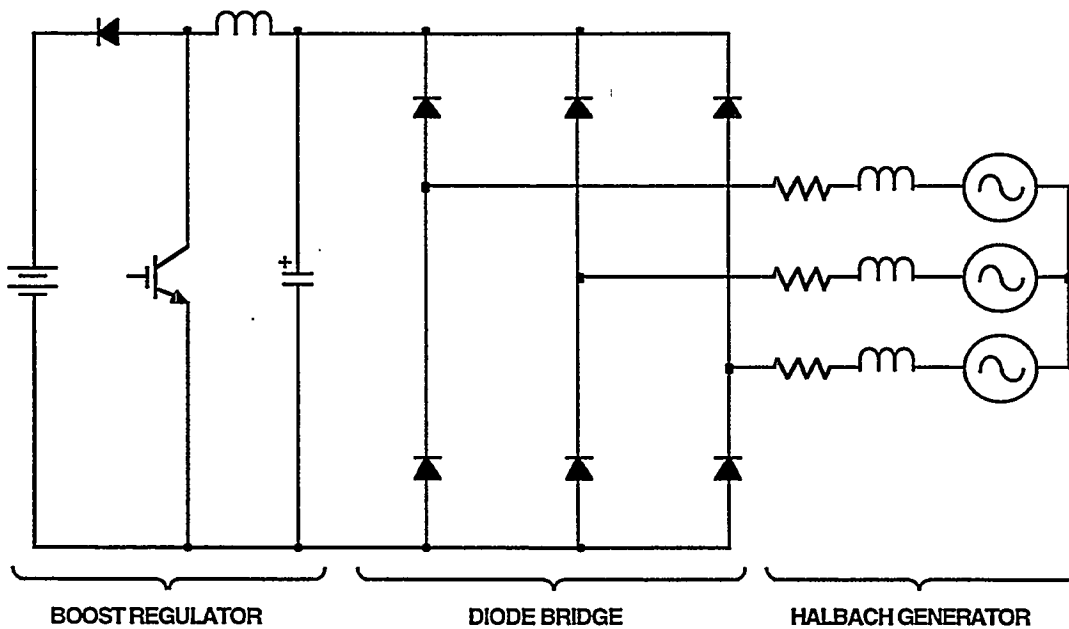 +
BOOST REGULATOR
DIODE BRIDGE
HALBACH GENERATOR